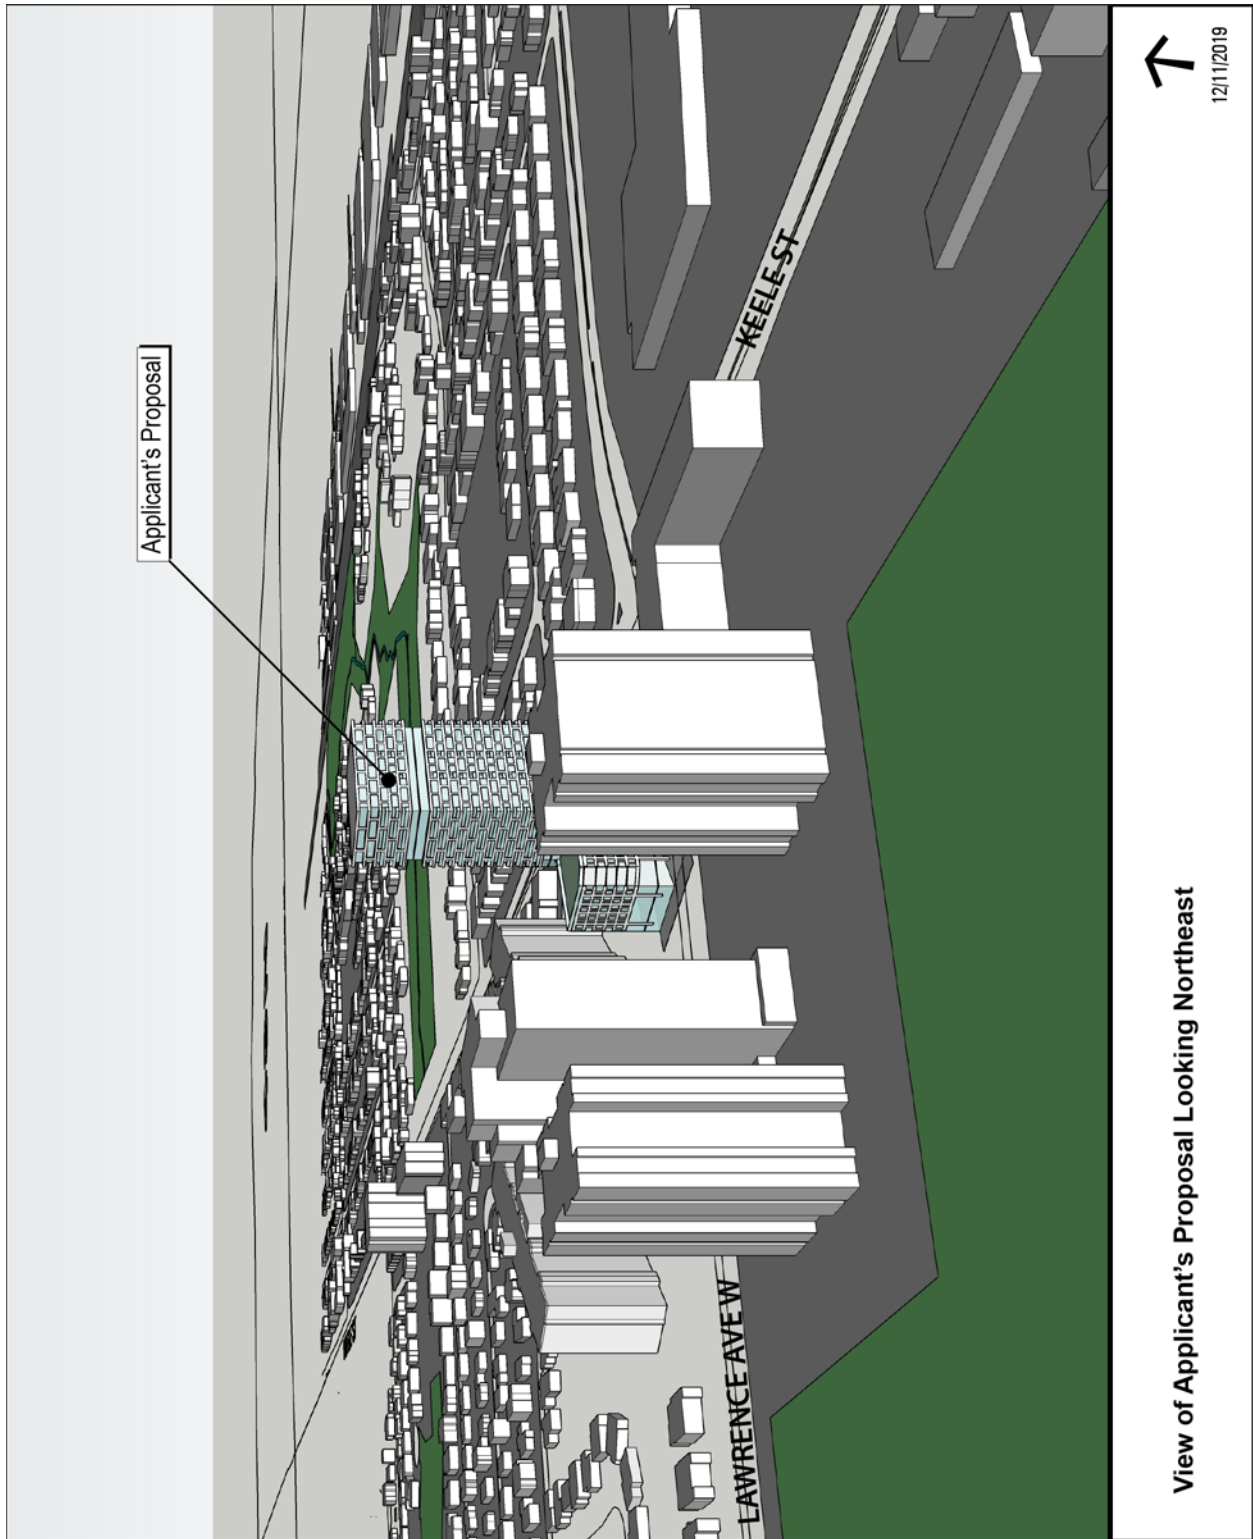 Applicant's Proposal
KEELE ST
LAWRENCE AVE W
View of Applicant's Proposal Looking Northeast
12/11/2019